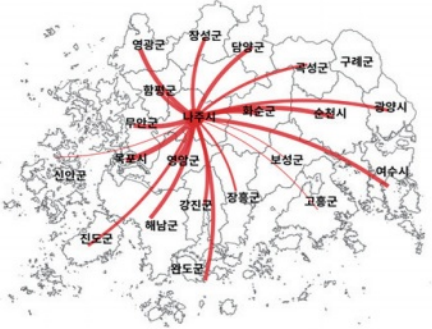 영광군
장성군
담양군
곡성군
구례군
함평군
화순군
순천시
광양시
무안군
나주시
목포시
영암군
보성군
여수시
신안군
강진군
장흥군
고흥군
진도군
해남군
완도군